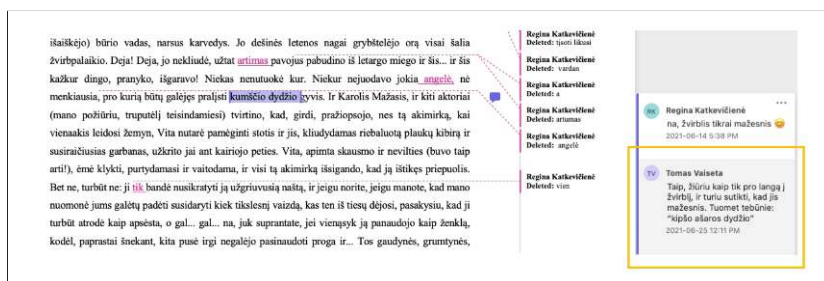 išaiškėjo) būrio vadas, narsus karvedys. Jo dešinės letenos nagai grybštelėjo orą visai šalia
žvirbpalaikio. Deja! Deja, jo nekliudė, užtat artimas pavojus pabudino iš letargo miego ir šis... ir šis
kažkur dingo, pranyko, išgaravo! Niekas nenutuokė kur. Niekur nejuodavo jokia angelė, nė
menkiausia, pro kurią būtų galėjęs pralįsti kumščio dydžio gyvis. Ir Karolis Mažasis, ir kiti aktoriai
(mano požiūriu, truputėlį teisindamiesi) tvirtino, kad, girdi, pražiopsojo, nes tą akimirką, kai
vienaakis leidosi žemyn, Vita nutarė pamėginti stotis ir jis, kliudydamas riebaluotą plaukų kibirą ir
susiraičiusias garbanas, užkrito jai ant kairiojo peties. Vita, apimta skausmo ir nevilties (buvo taip
arti!), ėmė klykti, purtydamasi ir vaitodama, ir visi tą akimirką išsigando, kad ją ištikęs priepuolis.
Bet ne, turbūt ne: ji tik bandė nusikratyti ją užgriuvusią naštą, ir jeigu norite, jeigu manote, kad mano
nuomonė jums galėtų padėti susidaryti kiek tikslesnį vaizdą, kas ten iš tiesų dėjosi, pasakysiu, kad ji
turbūt atrodė kaip apsėsta, o gal... gal... na, juk suprantate, jei vienąsyk ją panaudojo kaip ženklą,
kodėl, paprastai šnekant, kita pusė irgi negalėjo pasinaudoti proga ir... Tos gaudynės, grumtynės,
Regina Katkevičienė
Deleted: tįsoti likusi
Regina Katkevičienė
Deleted: vardan
Regina Katkevičienė
Deleted: a
Regina Katkevičienė
Deleted: artumas
Regina Katkevičienė
Deleted: angelė
Regina Katkevičienė
Deleted: vien
RK Regina Katkevičienė
na, žvirblis tikrai mažesnis
2021-06-14 5:38 PM
TV Tomas Vaiseta
Taip, žiūriu kaip tik pro langą į
žvirblį, ir turiu sutikti, kad jis
mažesnis. Tuomet tebūnie:
"kipšo ašaros dydžio"
2021-06-25 12:11 PM